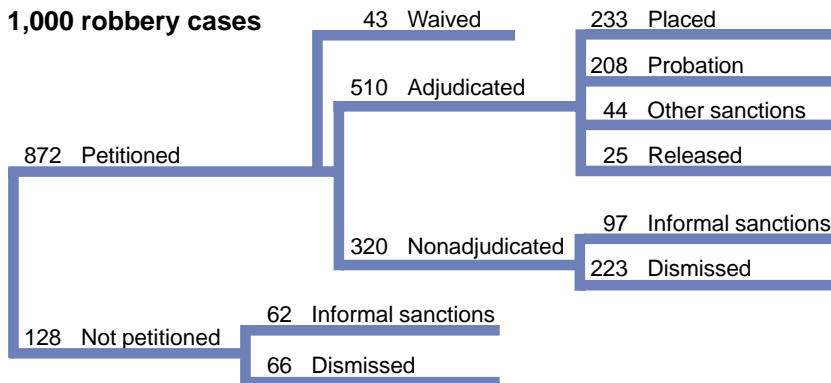 1,000 robbery cases
43 Waived
233 Placed
208 Probation
510 Adjudicated
44 Other sanctions
872 Petitioned
25 Released
97 Informal sanctions
320 Nonadjudicated
223 Dismissed
62 Informal sanctions
128 Not petitioned
66 Dismissed